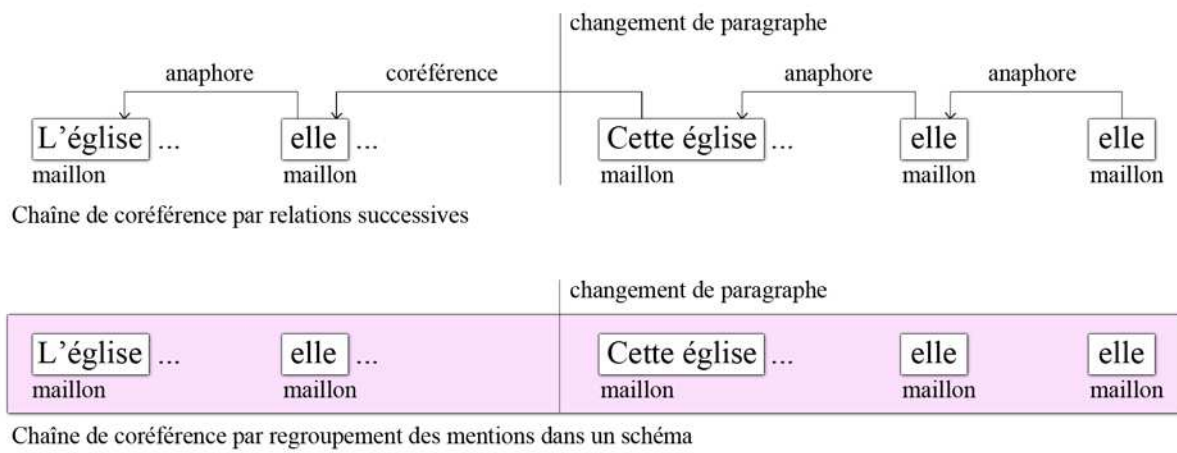 changement de paragraphe
anaphore coréférence anaphore anaphore
L'église ... elle ... Cette église ... elle elle
maillon maillon maillon maillon maillon
Chaîne de coréférence par relations successives
changement de paragraphe
L'église ... elle ... Cette église ... elle elle
maillon maillon maillon maillon maillon
Chaîne de coréférence par regroupement des mentions dans un schéma